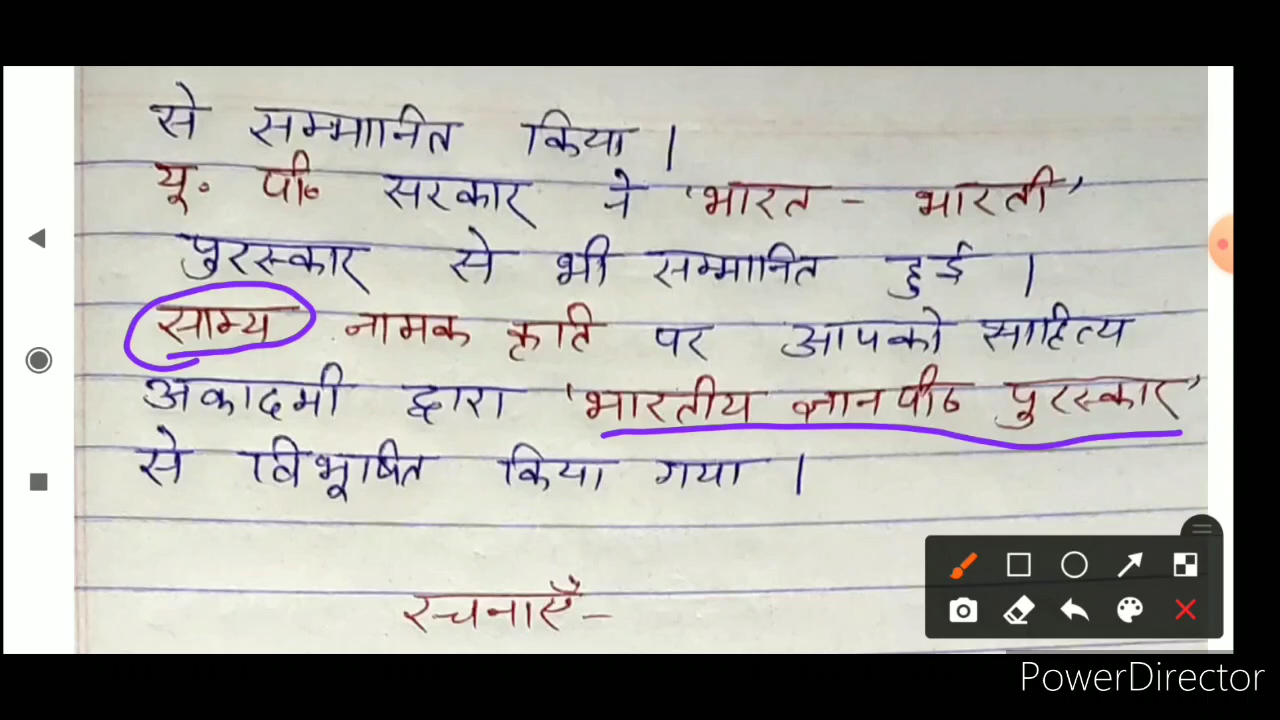 से सम्मानित किया ।
यू. पी॰ सरकार ने 'भारत - भारती'
पुरस्कार से भी सम्मानित हुई ।
साम्य नामक कृति पर आपको साहित्य
अकादमी द्वारा 'भारतीय ज्ञानपीठ पुरस्कार'
से विभूषित किया गया ।
रचनाएँ-
PowerDirector